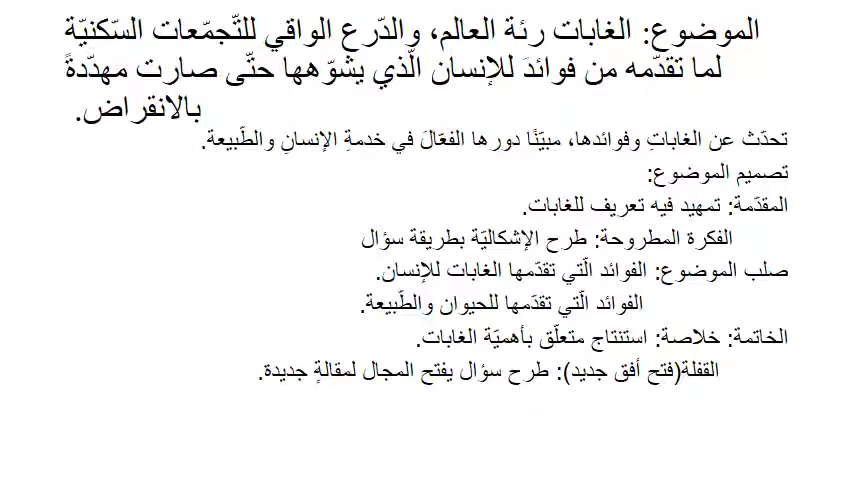 الموضوع: الغابات رئة العالم، والدّرع الواقي للتّجمّعات السّكنيّة
لما تقدّمه من فوائدَ للإنسان الّذي يشوّهها حتّى صارت مهدّدةً
بالانقراض.
تحدّث عن الغاباتِ وفوائدها، مبيّنًا دورها الفعّالَ في خدمةِ الإنسانِ والطّبيعة.
تصميم الموضوع:
المقدّمة: تمهيد فيه تعريف للغابات.
الفكرة المطروحة: طرح الإشكاليّة بطريقة سؤال
صلب الموضوع: الفوائد الّتي تقدّمها الغابات للإنسان.
الفوائد الّتي تقدّمها للحيوان والطّبيعة.
الخاتمة: خلاصة: استنتاج متعلّق بأهميّة الغابات.
القفلة(فتح أفق جديد): طرح سؤال يفتح المجال لمقالةٍ جديدة.